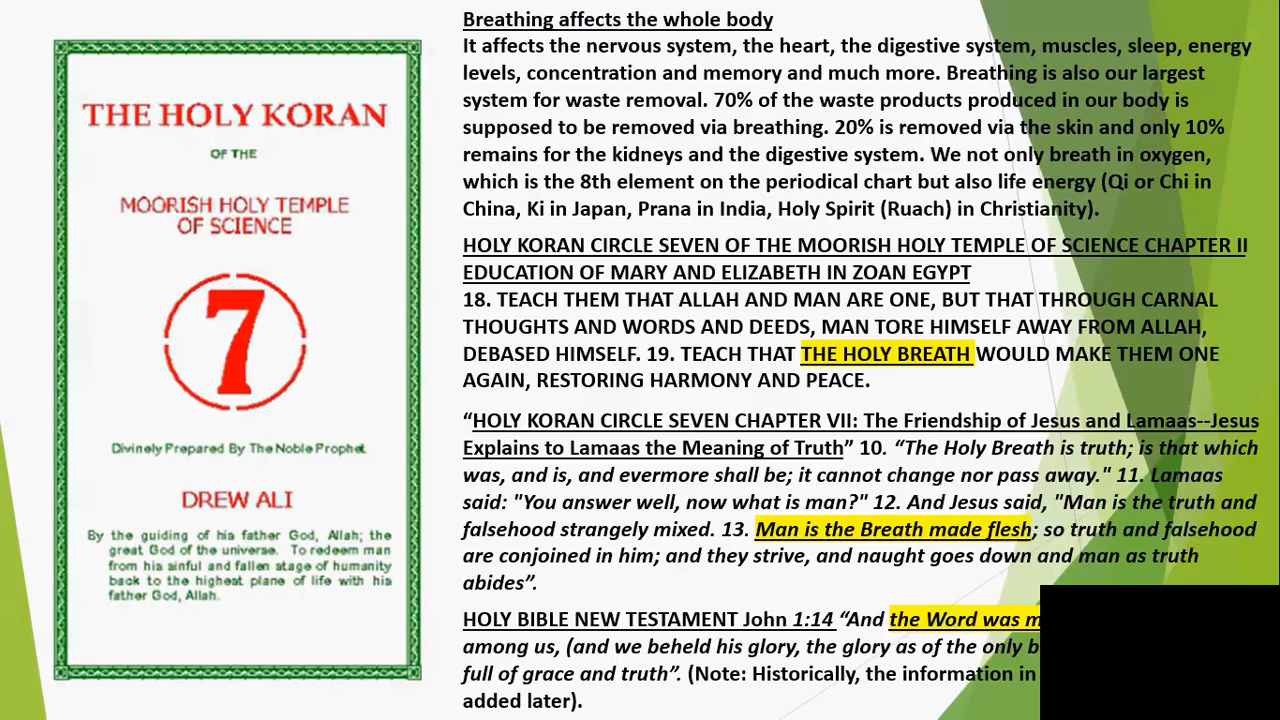 THE HOLY KORAN
OF THE
MOORISH HOLY TEMPLE
OF SCIENCE
7
Divinely Prepared By The Noble Prophet
DREW ALI
By the guiding of his father God, Allah; the
great God of the universe. To redeem man
from his sinful and fallen stage of humanity
back to the highest plane of life with his
father God, Allah.
Breathing affects the whole body
It affects the nervous system, the heart, the digestive system, muscles, sleep, energy
levels, concentration and memory and much more. Breathing is also our largest
system for waste removal. 70% of the waste products produced in our body is
supposed to be removed via breathing. 20% is removed via the skin and only 10%
remains for the kidneys and the digestive system. We not only breath in oxygen,
which is the 8th element on the periodical chart but also life energy (Qi or Chi in
China, Ki in Japan, Prana in India, Holy Spirit (Ruach) in Christianity).
HOLY KORAN CIRCLE SEVEN OF THE MOORISH HOLY TEMPLE OF SCIENCE CHAPTER II
EDUCATION OF MARY AND ELIZABETH IN ZOAN EGYPT
18. TEACH THEM THAT ALLAH AND MAN ARE ONE, BUT THAT THROUGH CARNAL
THOUGHTS AND WORDS AND DEEDS, MAN TORE HIMSELF AWAY FROM ALLAH,
DEBASED HIMSELF. 19. TEACH THAT THE HOLY BREATH WOULD MAKE THEM ONE
AGAIN, RESTORING HARMONY AND PEACE.
“HOLY KORAN CIRCLE SEVEN CHAPTER VII: The Friendship of Jesus and Lamaas--Jesus
Explains to Lamaas the Meaning of Truth” 10. “The Holy Breath is truth; is that which
was, and is, and evermore shall be; it cannot change nor pass away." 11. Lamaas
said: "You answer well, now what is man?" 12. And Jesus said, "Man is the truth and
falsehood strangely mixed. 13. Man is the Breath made flesh; so truth and falsehood
are conjoined in him; and they strive, and naught goes down and man as truth
abides”.
HOLY BIBLE NEW TESTAMENT John 1:14 “And the Word was
among us, (and we beheld his glory, the glory as of the only
full of grace and truth”. (Note: Historically, the information in
added later).